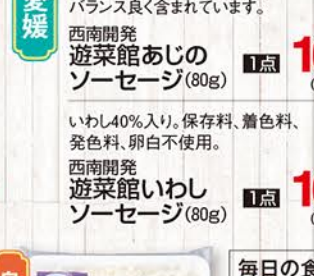 愛媛
バランス良く含まれています。
西南開発
遊菜館あじの
ソーセージ(80g)
1点
いわし40%入り。保存料、着色料、
発色料、卵白不使用。
西南開発
遊菜館いわし
ソーセージ(80g)
1点
毎日の食